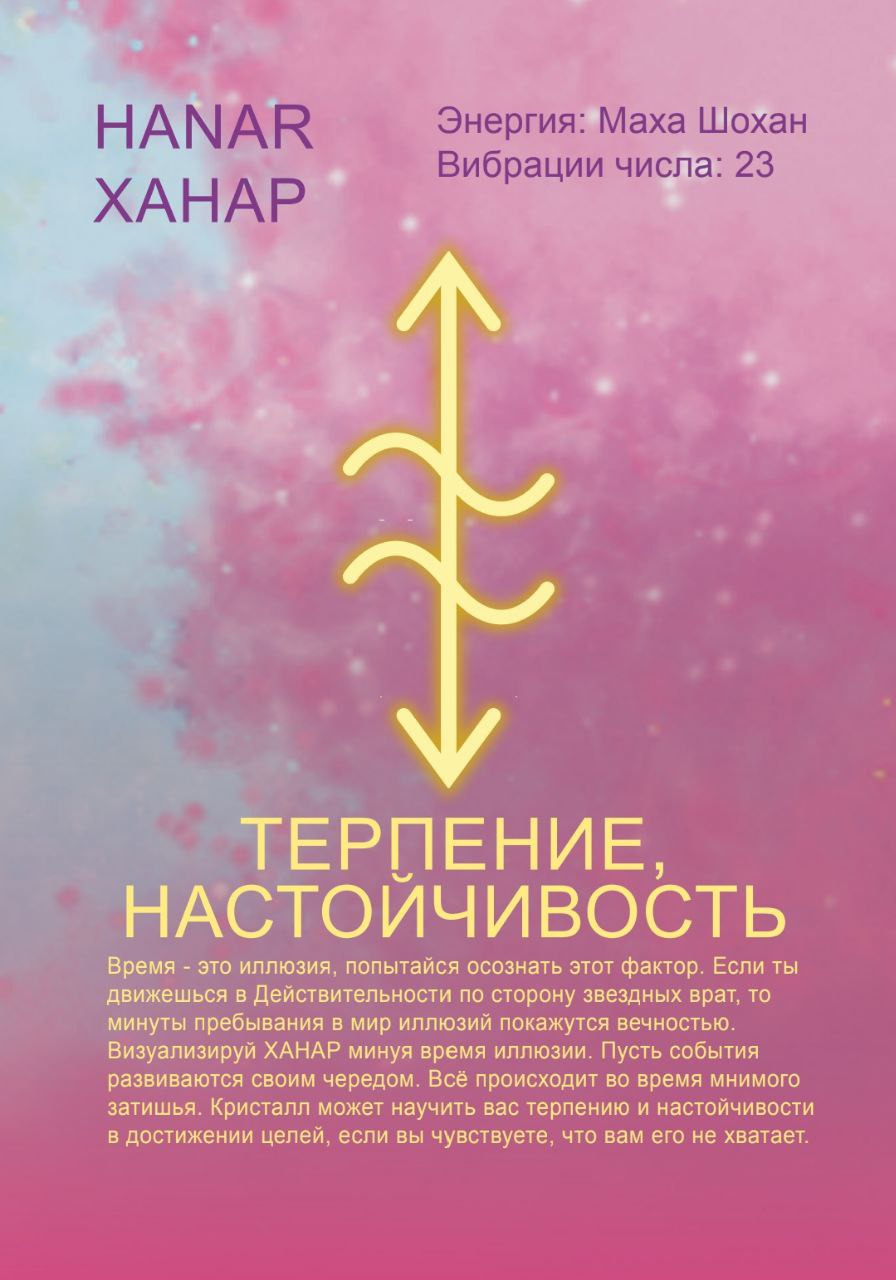 HANAR
ХАНАР
Энергия: Маха Шохан
Вибрации числа: 23
ТЕРПЕНИЕ,
НАСТОЙЧИВОСТЬ
Время - это иллюзия, попытайся осознать этот фактор. Если ты
движешься в Действительности по сторону звездных врат, то
минуты пребывания в мир иллюзий покажутся вечностью.
Визуализируй ХАНАР минуя время иллюзии. Пусть события
развиваются своим чередом. Всё происходит во время мнимого
затишья. Кристалл может научить вас терпению и настойчивости
в достижении целей, если вы чувствуете, что вам его не хватает.